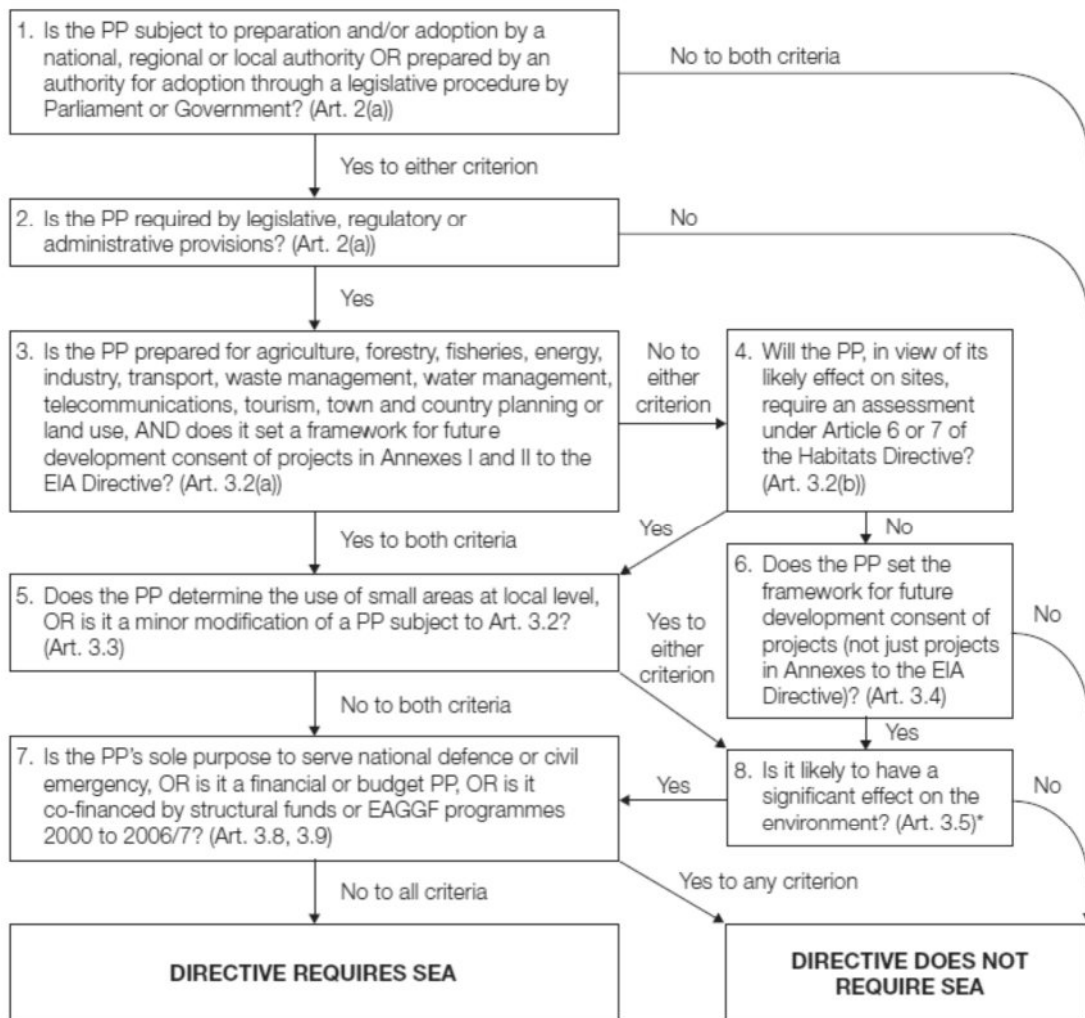 1. Is the PP subject to preparation and/or adoption by a
national, regional or local authority OR prepared by an
authority for adoption through a legislative procedure by
Parliament or Government? (Art. 2(a))
No to both criteria
Yes to either criterion
2. Is the PP required by legislative, regulatory or
administrative provisions? (Art. 2(a))
No
Yes
3. Is the PP prepared for agriculture, forestry, fisheries, energy,
industry, transport, waste management, water management,
telecommunications, tourism, town and country planning or
land use, AND does it set a framework for future
development consent of projects in Annexes I and II to the
EIA Directive? (Art. 3.2(a))
No to
either
criterion
4. Will the PP, in view of its
likely effect on sites,
require an assessment
under Article 6 or 7 of
the Habitats Directive?
(Art. 3.2(b))
Yes to both criteria
Yes
No
5. Does the PP determine the use of small areas at local level,
OR is it a minor modification of a PP subject to Art. 3.2?
(Art. 3.3)
Yes to
either
criterion
6. Does the PP set the
framework for future
development consent of
projects (not just projects
in Annexes to the EIA
Directive)? (Art. 3.4)
No
No to both criteria
Yes
7. Is the PP's sole purpose to serve national defence or civil
emergency, OR is it a financial or budget PP, OR is it
co-financed by structural funds or EAGGF programmes
2000 to 2006/7? (Art. 3.8, 3.9)
Yes
8. Is it likely to have a
significant effect on the
environment? (Art. 3.5)*
No
No to all criteria
Yes to any criterion
DIRECTIVE REQUIRES SEA
DIRECTIVE DOES NOT
REQUIRE SEA